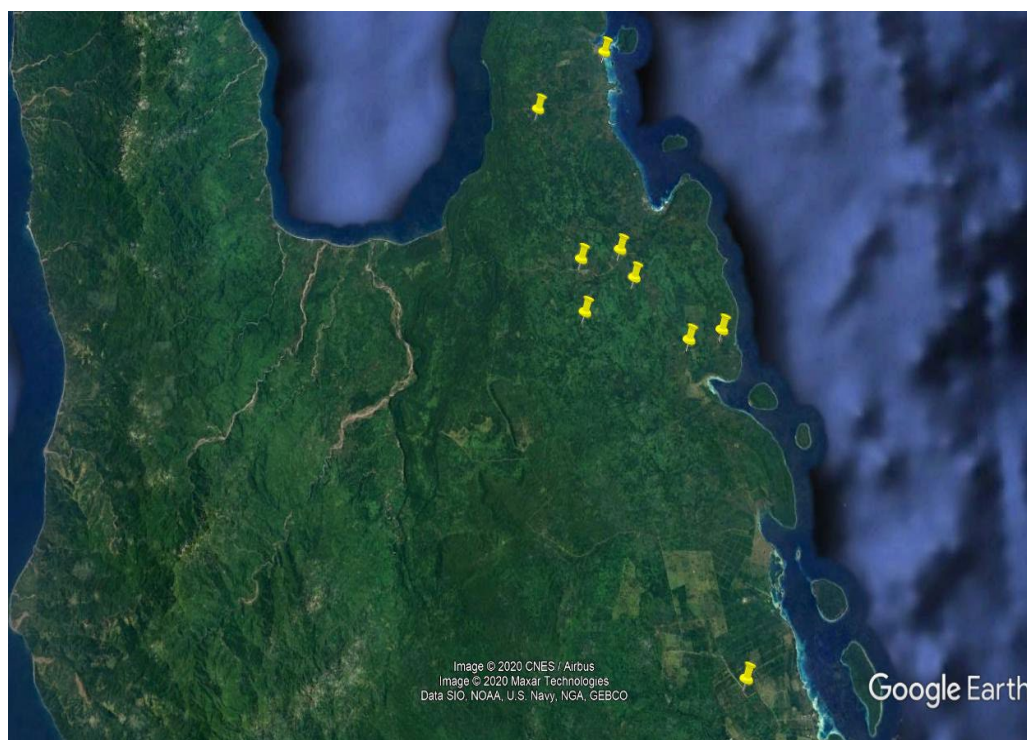 Image © 2020 CNES / Airbus
Image © 2020 Maxar Technologies
Data SIO, NOAA, U.S. Navy, NGA, GEBCO
Google Earth